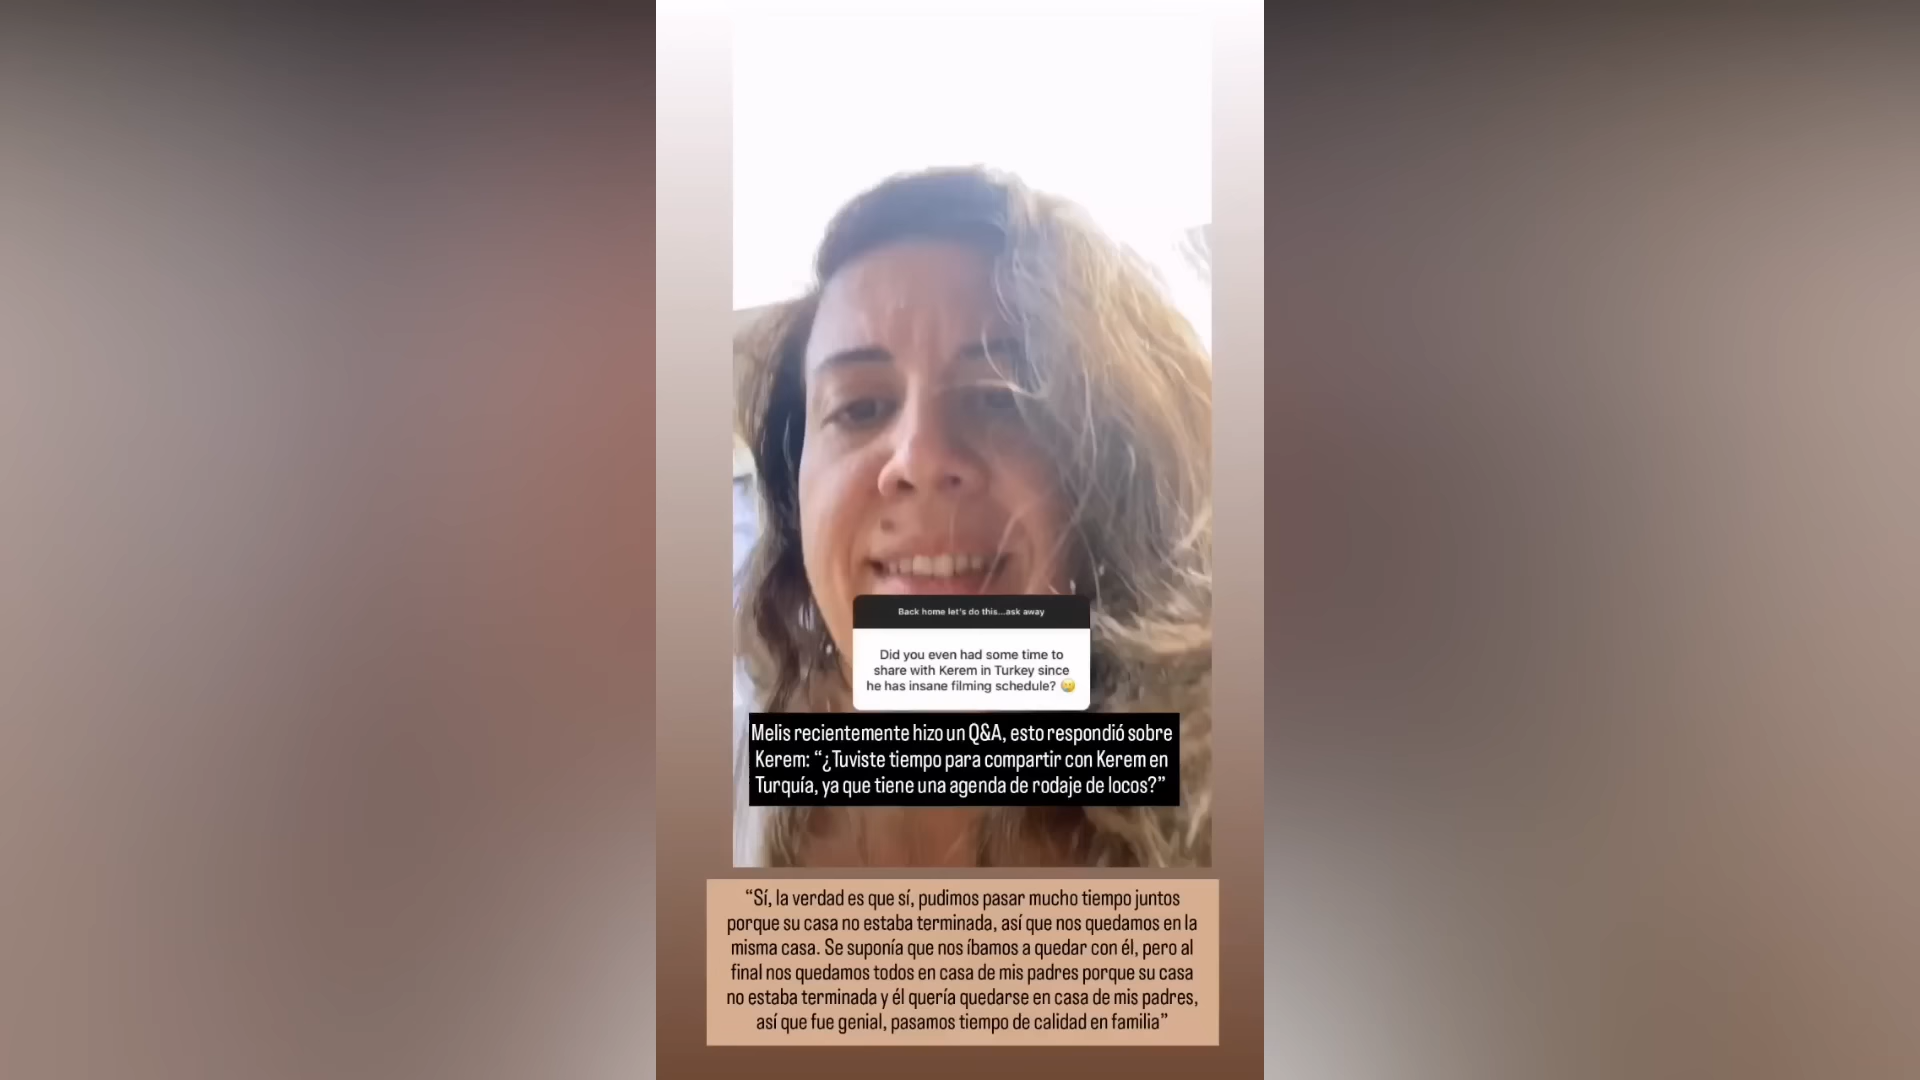 Back home let's do this...ask away
Did you even had some time to
share with Kerem in Turkey since
he has insane filming schedule? 🥲
Melis recientemente hizo un Q&A, esto respondió sobre
Kerem: “¿Tuviste tiempo para compartir con Kerem en
Turquía, ya que tiene una agenda de rodaje de locos?”
“Sí, la verdad es que sí, pudimos pasar mucho tiempo juntos
porque su casa no estaba terminada, así que nos quedamos en la
misma casa. Se suponía que nos íbamos a quedar con él, pero al
final nos quedamos todos en casa de mis padres porque su casa
no estaba terminada y él quería quedarse en casa de mis padres,
así que fue genial, pasamos tiempo de calidad en familia”